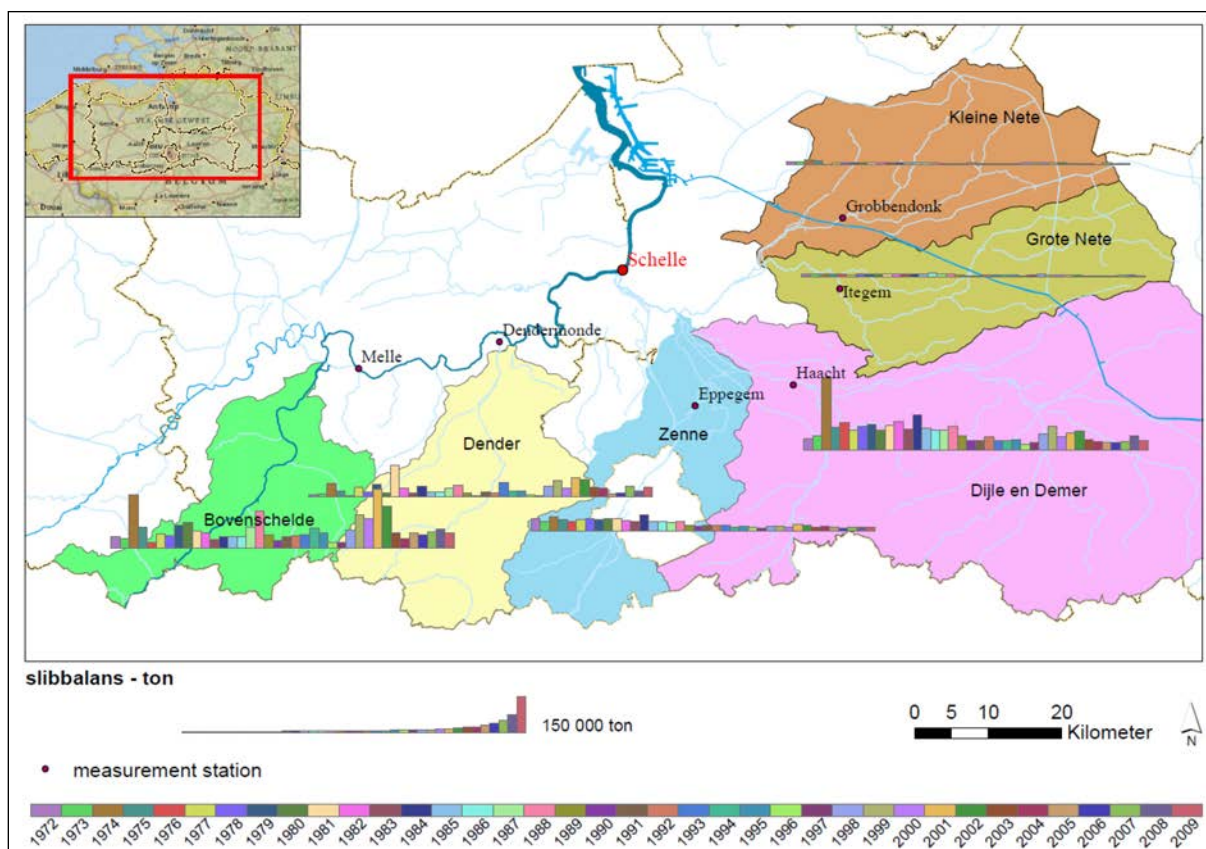 Kleine Nete
Grobbendonk
Grote Nete
Itegem
Schelle
Dendermonde
Melle
Haacht
Eppegem
Dender
Zenne
Dijle en Demer
Bovenschelde
slibbalans - ton
150 000 ton
0 5 10 20
Kilometer
N
measurement station
1972 1973 1974 1975 1976 1977 1978 1979 1980 1981 1982 1983 1984 1985 1986 1987 1988 1989 1990 1991 1992 1993 1994 1995 1996 1997 1998 1999 2000 2001 2002 2003 2004 2005 2006 2007 2008 2009